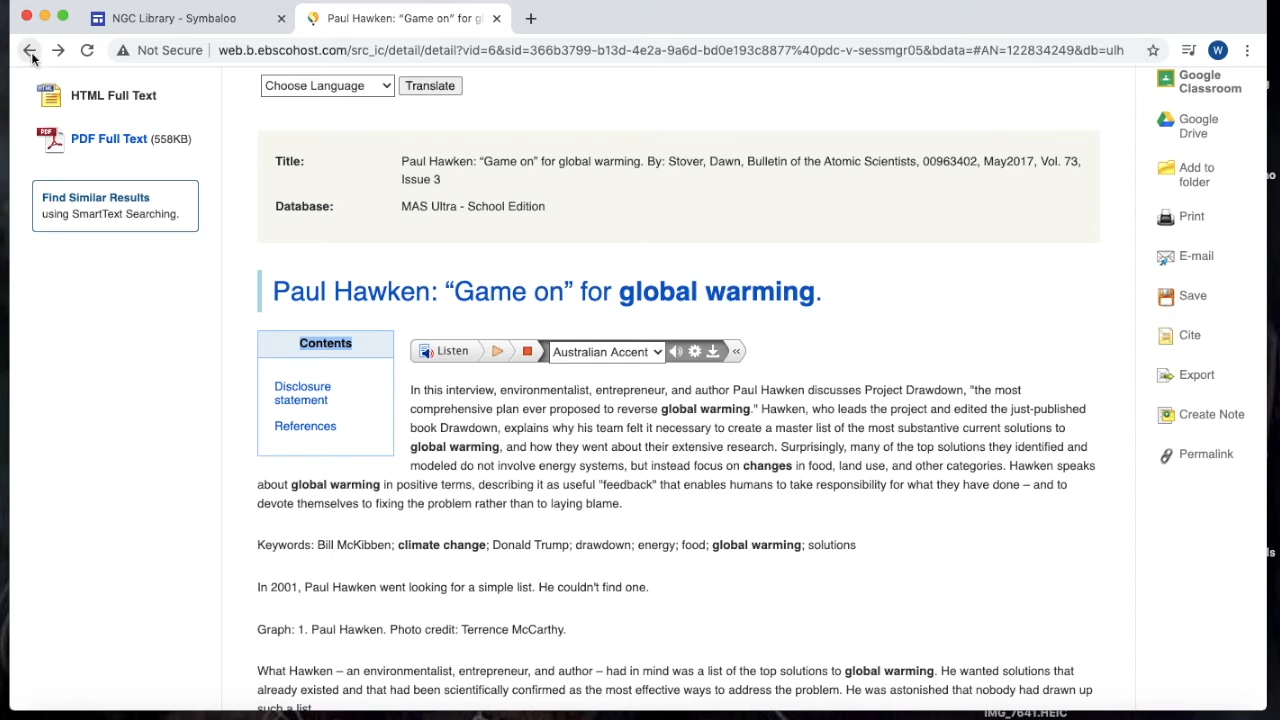 NGC Library - Symbaloo
Paul Hawken: “Game on” for gl
Not Secure
web.b.ebscohost.com/src_ic/detail/detail?vid=6&sid=366b3799-b13d-4e2a-9a6d-bd0e193c8877%40pdc-v-sessmgr05&bdata=#AN=122834249&db=ulh
W
HTML Full Text
PDF Full Text (558KB)
Find Similar Results
using SmartText Searching.
Choose Language
Translate
Title: Paul Hawken: “Game on” for global warming. By: Stover, Dawn, Bulletin of the Atomic Scientists, 00963402, May2017, Vol. 73,
Issue 3
Database: MAS Ultra - School Edition
Paul Hawken: “Game on” for global warming.
Contents
Disclosure
statement
References
Listen
Australian Accent
«
In this interview, environmentalist, entrepreneur, and author Paul Hawken discusses Project Drawdown, "the most
comprehensive plan ever proposed to reverse global warming." Hawken, who leads the project and edited the just-published
book Drawdown, explains why his team felt it necessary to create a master list of the most substantive current solutions to
global warming, and how they went about their extensive research. Surprisingly, many of the top solutions they identified and
modeled do not involve energy systems, but instead focus on changes in food, land use, and other categories. Hawken speaks
about global warming in positive terms, describing it as useful "feedback" that enables humans to take responsibility for what they have done – and to
devote themselves to fixing the problem rather than to laying blame.
Keywords: Bill McKibben; climate change; Donald Trump; drawdown; energy; food; global warming; solutions
In 2001, Paul Hawken went looking for a simple list. He couldn't find one.
Graph: 1. Paul Hawken. Photo credit: Terrence McCarthy.
What Hawken – an environmentalist, entrepreneur, and author – had in mind was a list of the top solutions to global warming. He wanted solutions that
already existed and that had been scientifically confirmed as the most effective ways to address the problem. He was astonished that nobody had drawn up
such a list.
Google
Classroom
Google
Drive
Add to
folder
Print
E-mail
Save
Cite
Export
Create Note
Permalink
IMG_7641.HEIC